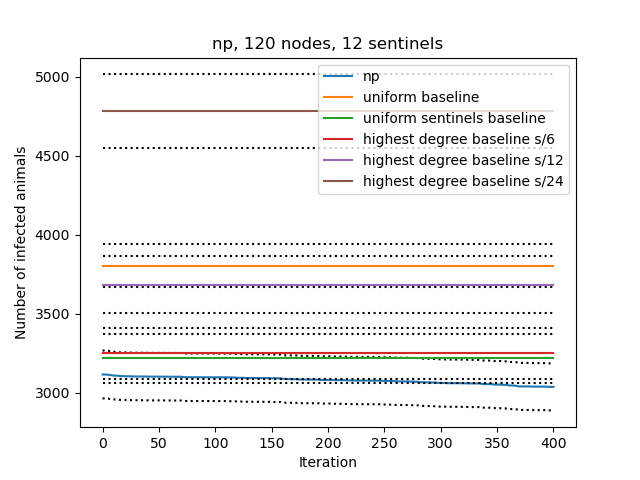 np, 120 nodes, 12 sentinels
np
uniform baseline
uniform sentinels baseline
highest degree baseline s/6
highest degree baseline s/12
highest degree baseline s/24
Number of infected animals
5000
4500
4000
3500
3000
0 50 100 150 200 250 300 350 400
Iteration